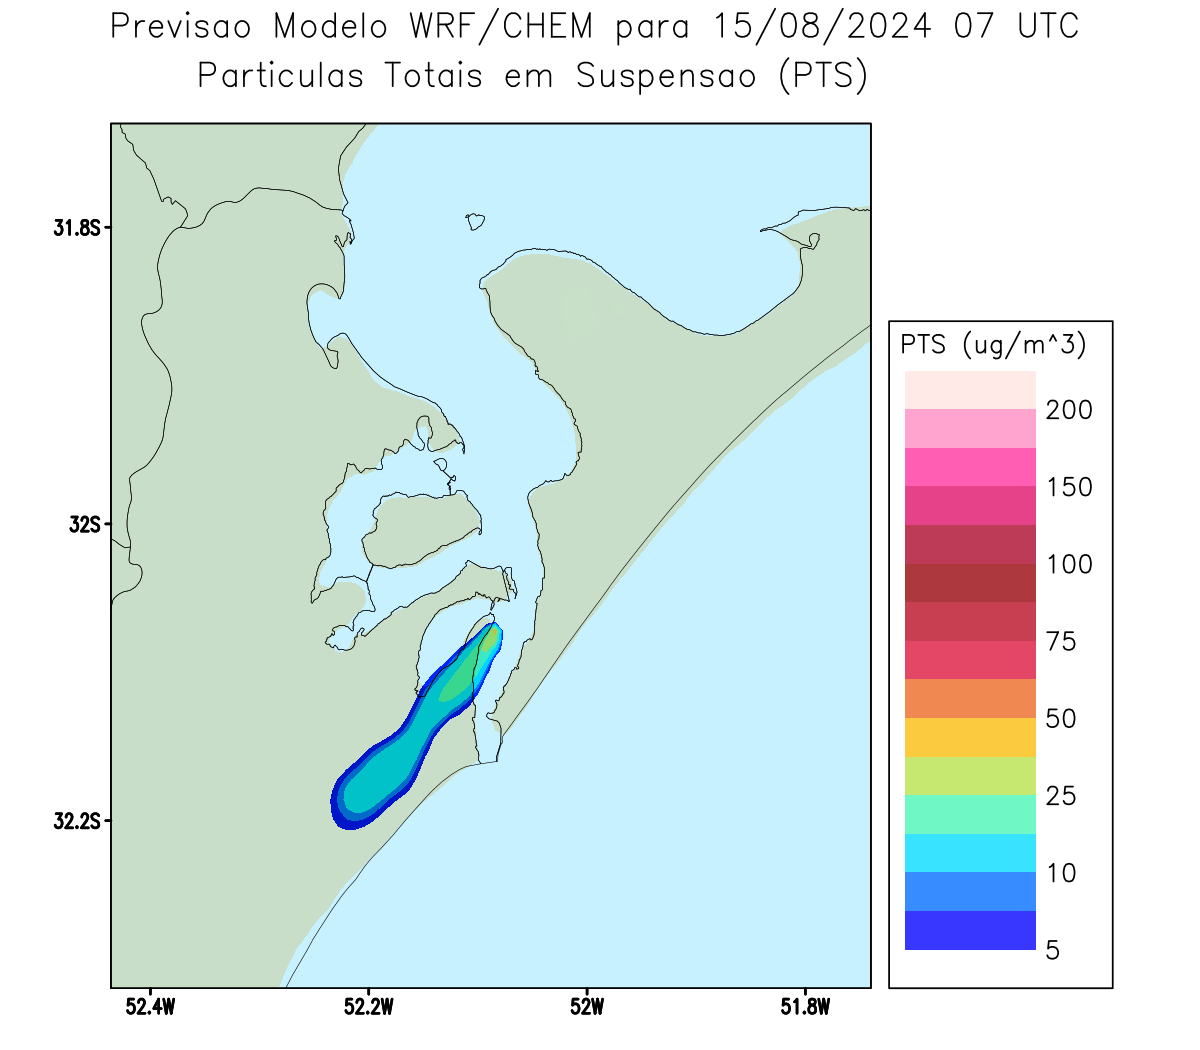 Previsao Modelo WRF/CHEM para 15/08/2024 07 UTC
Particulas Totais em Suspensao (PTS)
31.8S
32S
32.2S
52.4W
52.2W
52W
51.8W
PTS (ug/m^3)
200
150
100
75
50
25
10
5